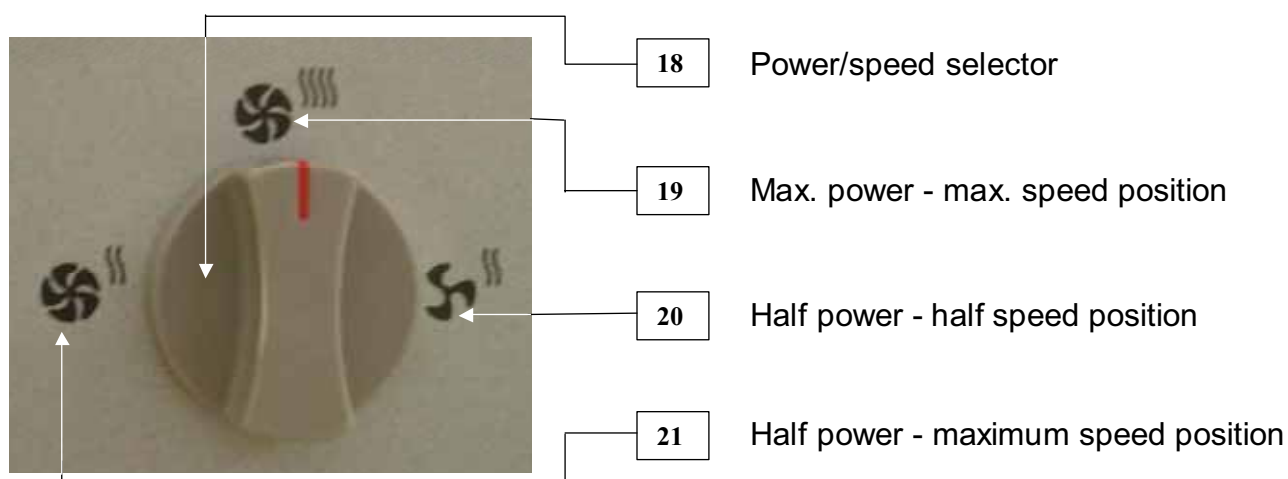 18 Power/speed selector
19 Max. power - max. speed position
20 Half power - half speed position
21 Half power - maximum speed position